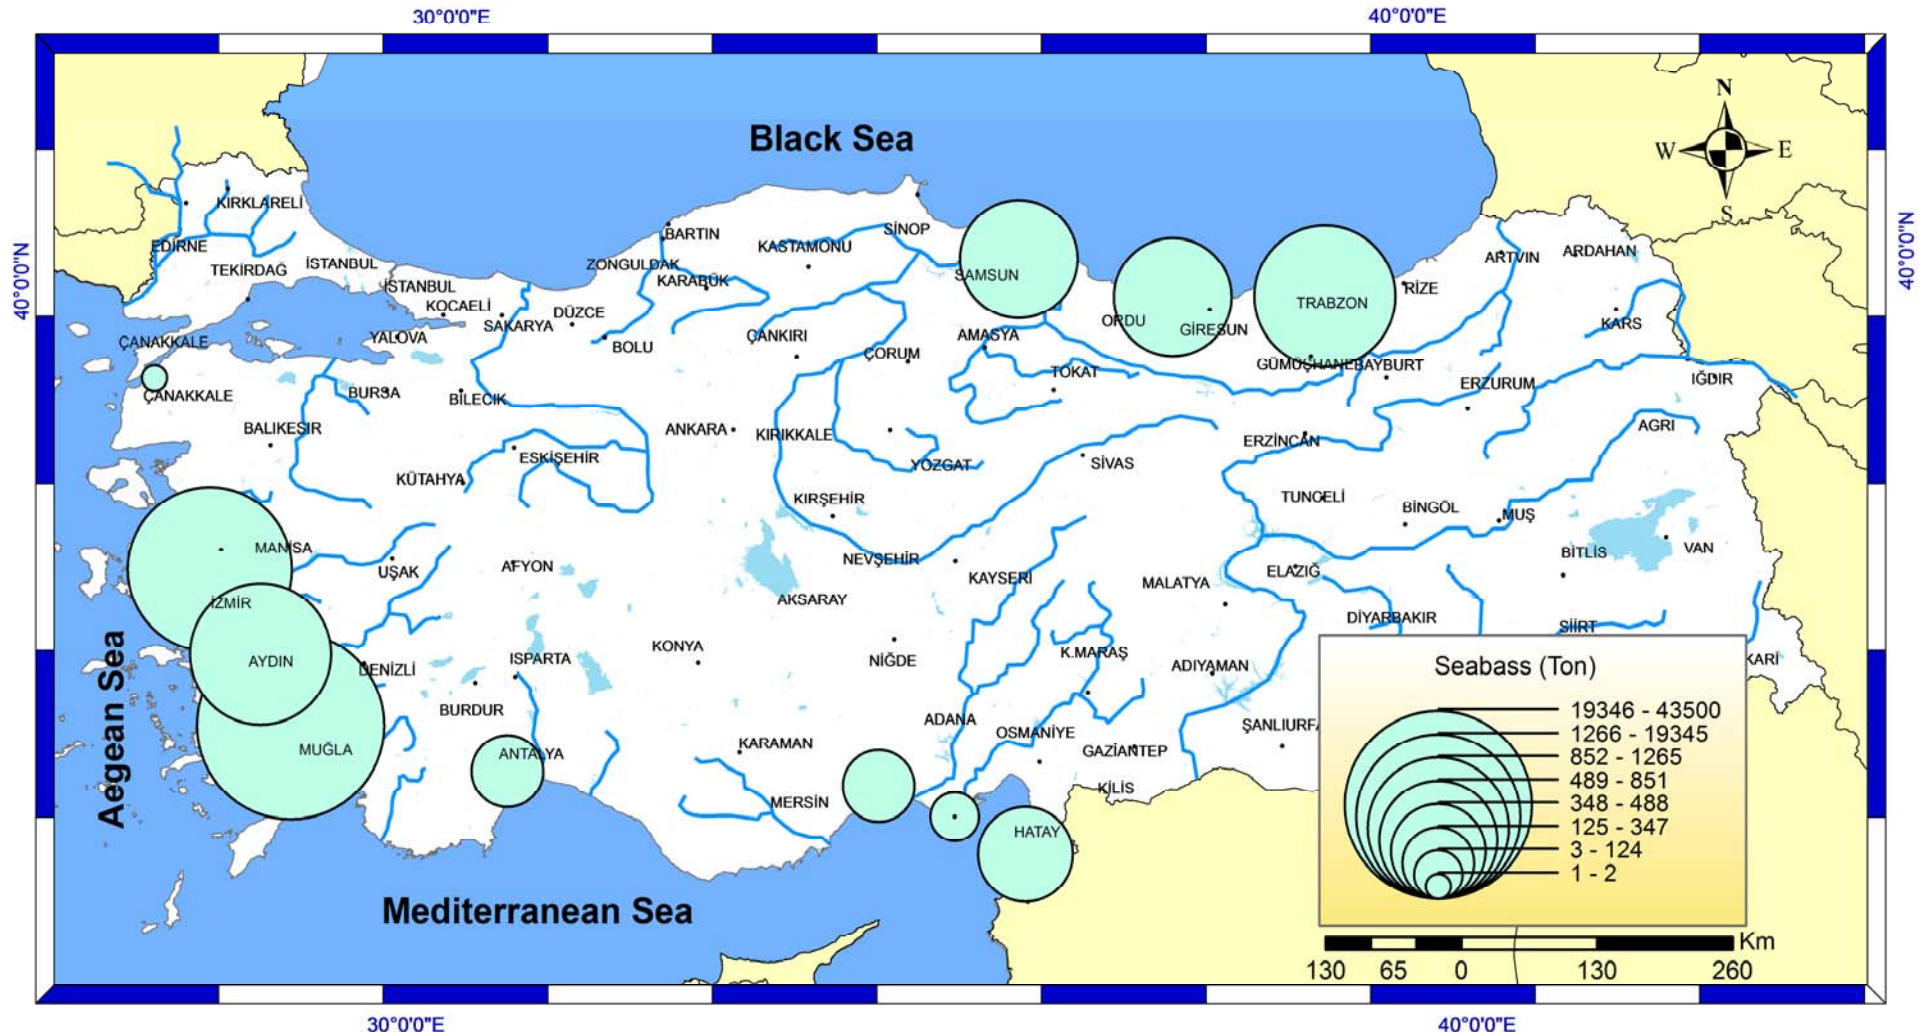 30°0'0"E
40°0'0"E
40°0'0"N
40°0'0"N
N
W
E
S
Black Sea
KIRKLARELİ
EDİRNE
TEKİRDAĞ
İSTANBUL
İSTANBUL
KOCAELİ
YALOVA
SAKARYA
DÜZCE
BOLU
ZONGULDAK
BARTIN
KARABÜK
KASTAMONU
SİNOP
SAMSUN
ORDU
GİRESUN
TRABZON
RİZE
ARTVIN
ARDAHAN
KARS
ÇANAKKALE
ÇANAKKALE
BURSA
BİLECIK
ÇANKIRI
ÇORUM
AMASYA
TOKAT
GÜMÜŞHANE
BAYBURT
ERZURUM
IĞDIR
BALIKESIR
ESKİŞEHİR
KÜTAHYA
ANKARA
KIRIKKALE
YOZGAT
SİVAS
ERZİNCAN
AGRI
KIRŞEHİR
TUNCELİ
BİNGÖL
MUŞ
MANİSA
UŞAK
AFYON
NEVŞEHİR
KAYSERİ
ELAZIĞ
BİTLİS
VAN
İZMİR
AKSARAY
MALATYA
DİYARBAKIR
SİİRT
AYDIN
DENİZLİ
ISPARTA
KONYA
NİĞDE
K.MARAŞ
ADIYAMAN
KARİ
BURDUR
ADANA
OSMANİYE
ŞANLIURFA
MUĞLA
ANTALYA
KARAMAN
GAZİANTEP
MERSİN
KİLİS
HATAY
Aegean Sea
Mediterranean Sea
Seabass (Ton)
19346 - 43500
1266 - 19345
852 - 1265
489 - 851
348 - 488
125 - 347
3 - 124
1 - 2
Km
130 65 0 130 260
30°0'0"E
40°0'0"E